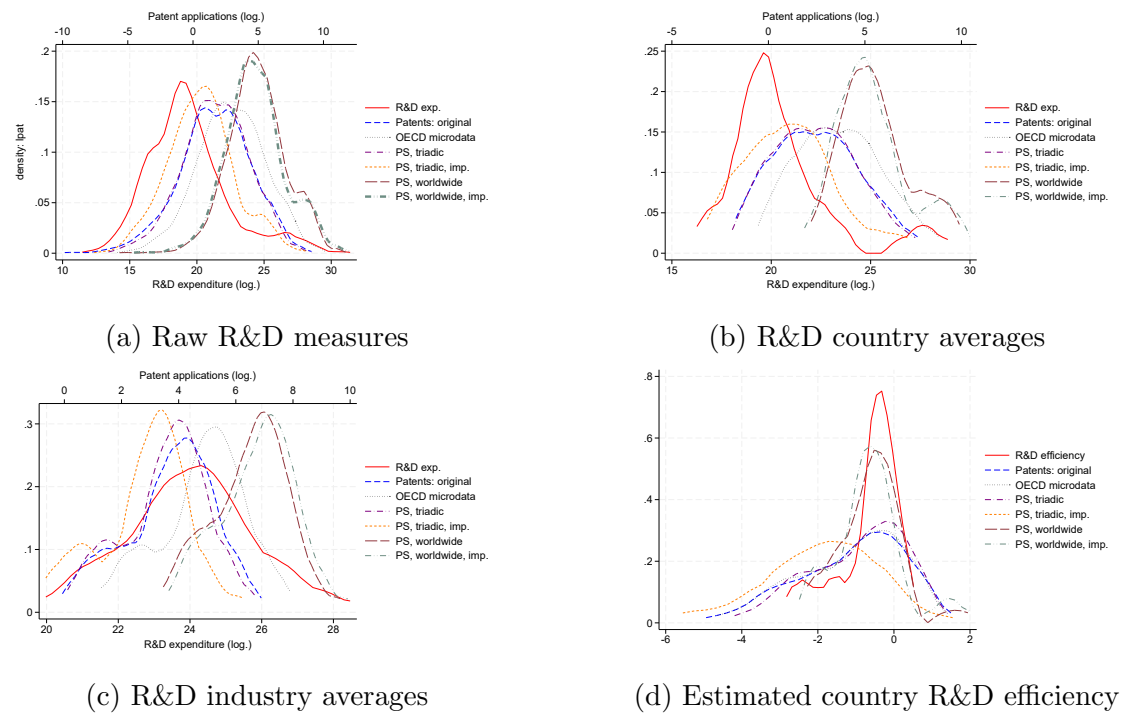 Patent applications (log.)
-10 -5 0 5 10
density: lpat
.2
.15
.1
.05
0
10 15 20 25 30
R&D expenditure (log.)
R&D exp.
Patents: original
OECD microdata
PS, triadic
PS, triadic, imp.
PS, worldwide
PS, worldwide, imp.
(a) Raw R&D measures
Patent applications (log.)
-5 0 5 10
.25
.2
.15
.1
.05
0
15 20 25 30
R&D expenditure (log.)
R&D exp.
Patents: original
OECD microdata
PS, triadic
PS, triadic, imp.
PS, worldwide
PS, worldwide, imp.
(b) R&D country averages
Patent applications (log.)
0 2 4 6 8 10
.3
.2
.1
0
20 22 24 26 28
R&D expenditure (log.)
R&D exp.
Patents: original
OECD microdata
PS, triadic
PS, triadic, imp.
PS, worldwide
PS, worldwide, imp.
(c) R&D industry averages
.8
.6
.4
.2
0
-6 -4 -2 0 2
R&D efficiency
Patents: original
OECD microdata
PS, triadic
PS, triadic, imp.
PS, worldwide
PS, worldwide, imp.
(d) Estimated country R&D efficiency